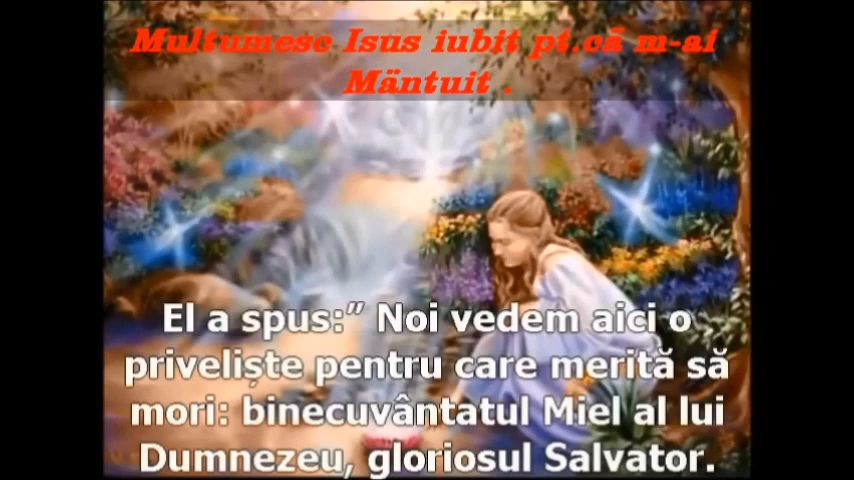 Multumesc Isus iubit pt.că m-ai
Mäntuit .
El a spus:” Noi vedem aici o
priveliște pentru care merită să
mori: binecuvântatul Miel al lui
Dumnezeu, gloriosul Salvator.